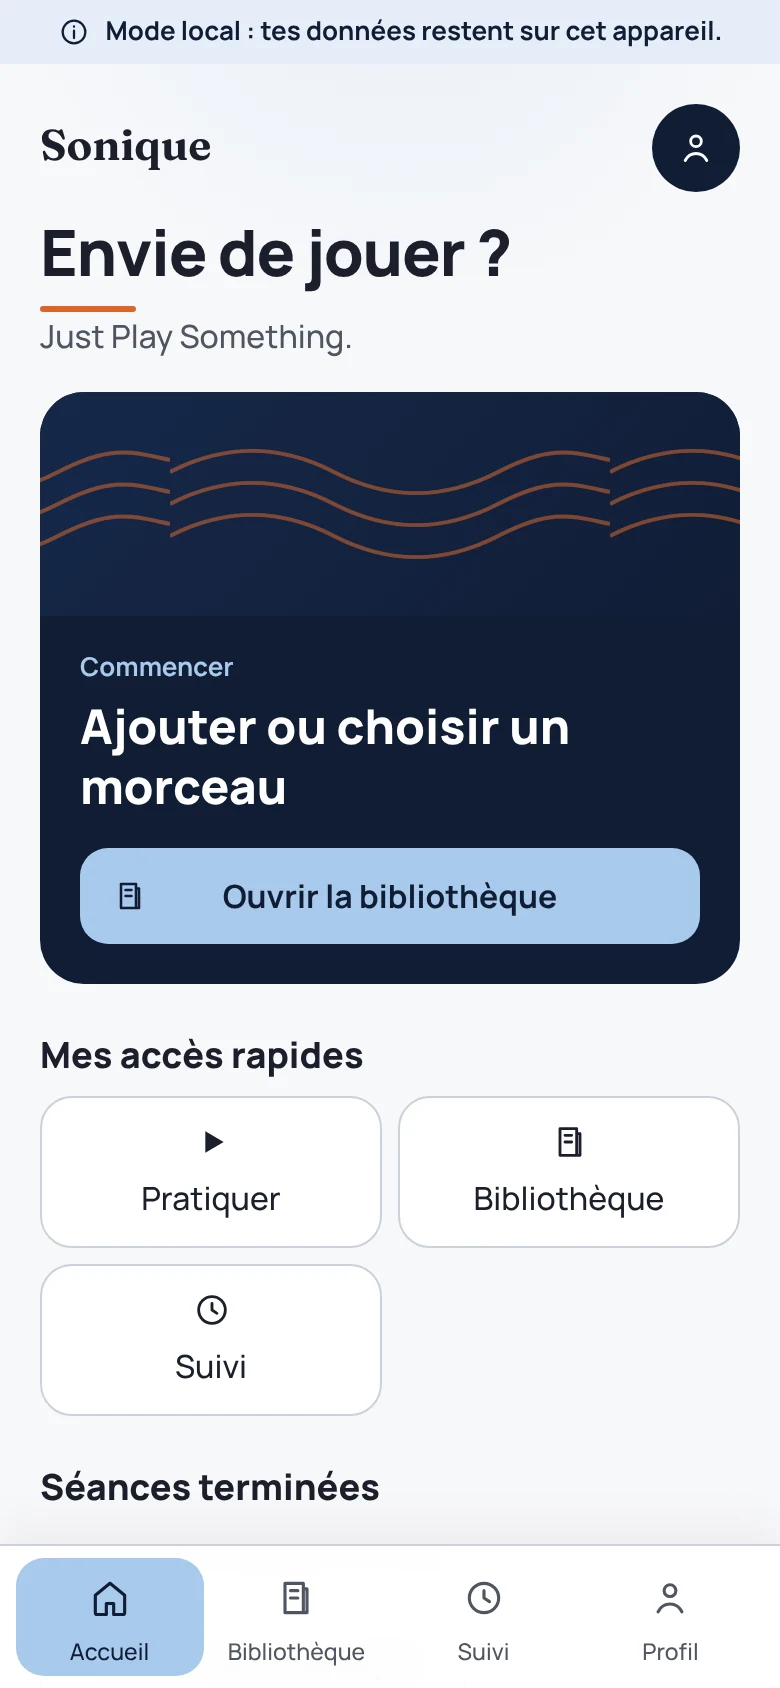 Mode local : tes données restent sur cet appareil.
Sonique
Envie de jouer ?
Just Play Something.
Commencer
Ajouter ou choisir un
morceau
Ouvrir la bibliothèque
Mes accès rapides
Pratiquer
Bibliothèque
Suivi
Séances terminées
Accueil
Bibliothèque
Suivi
Profil